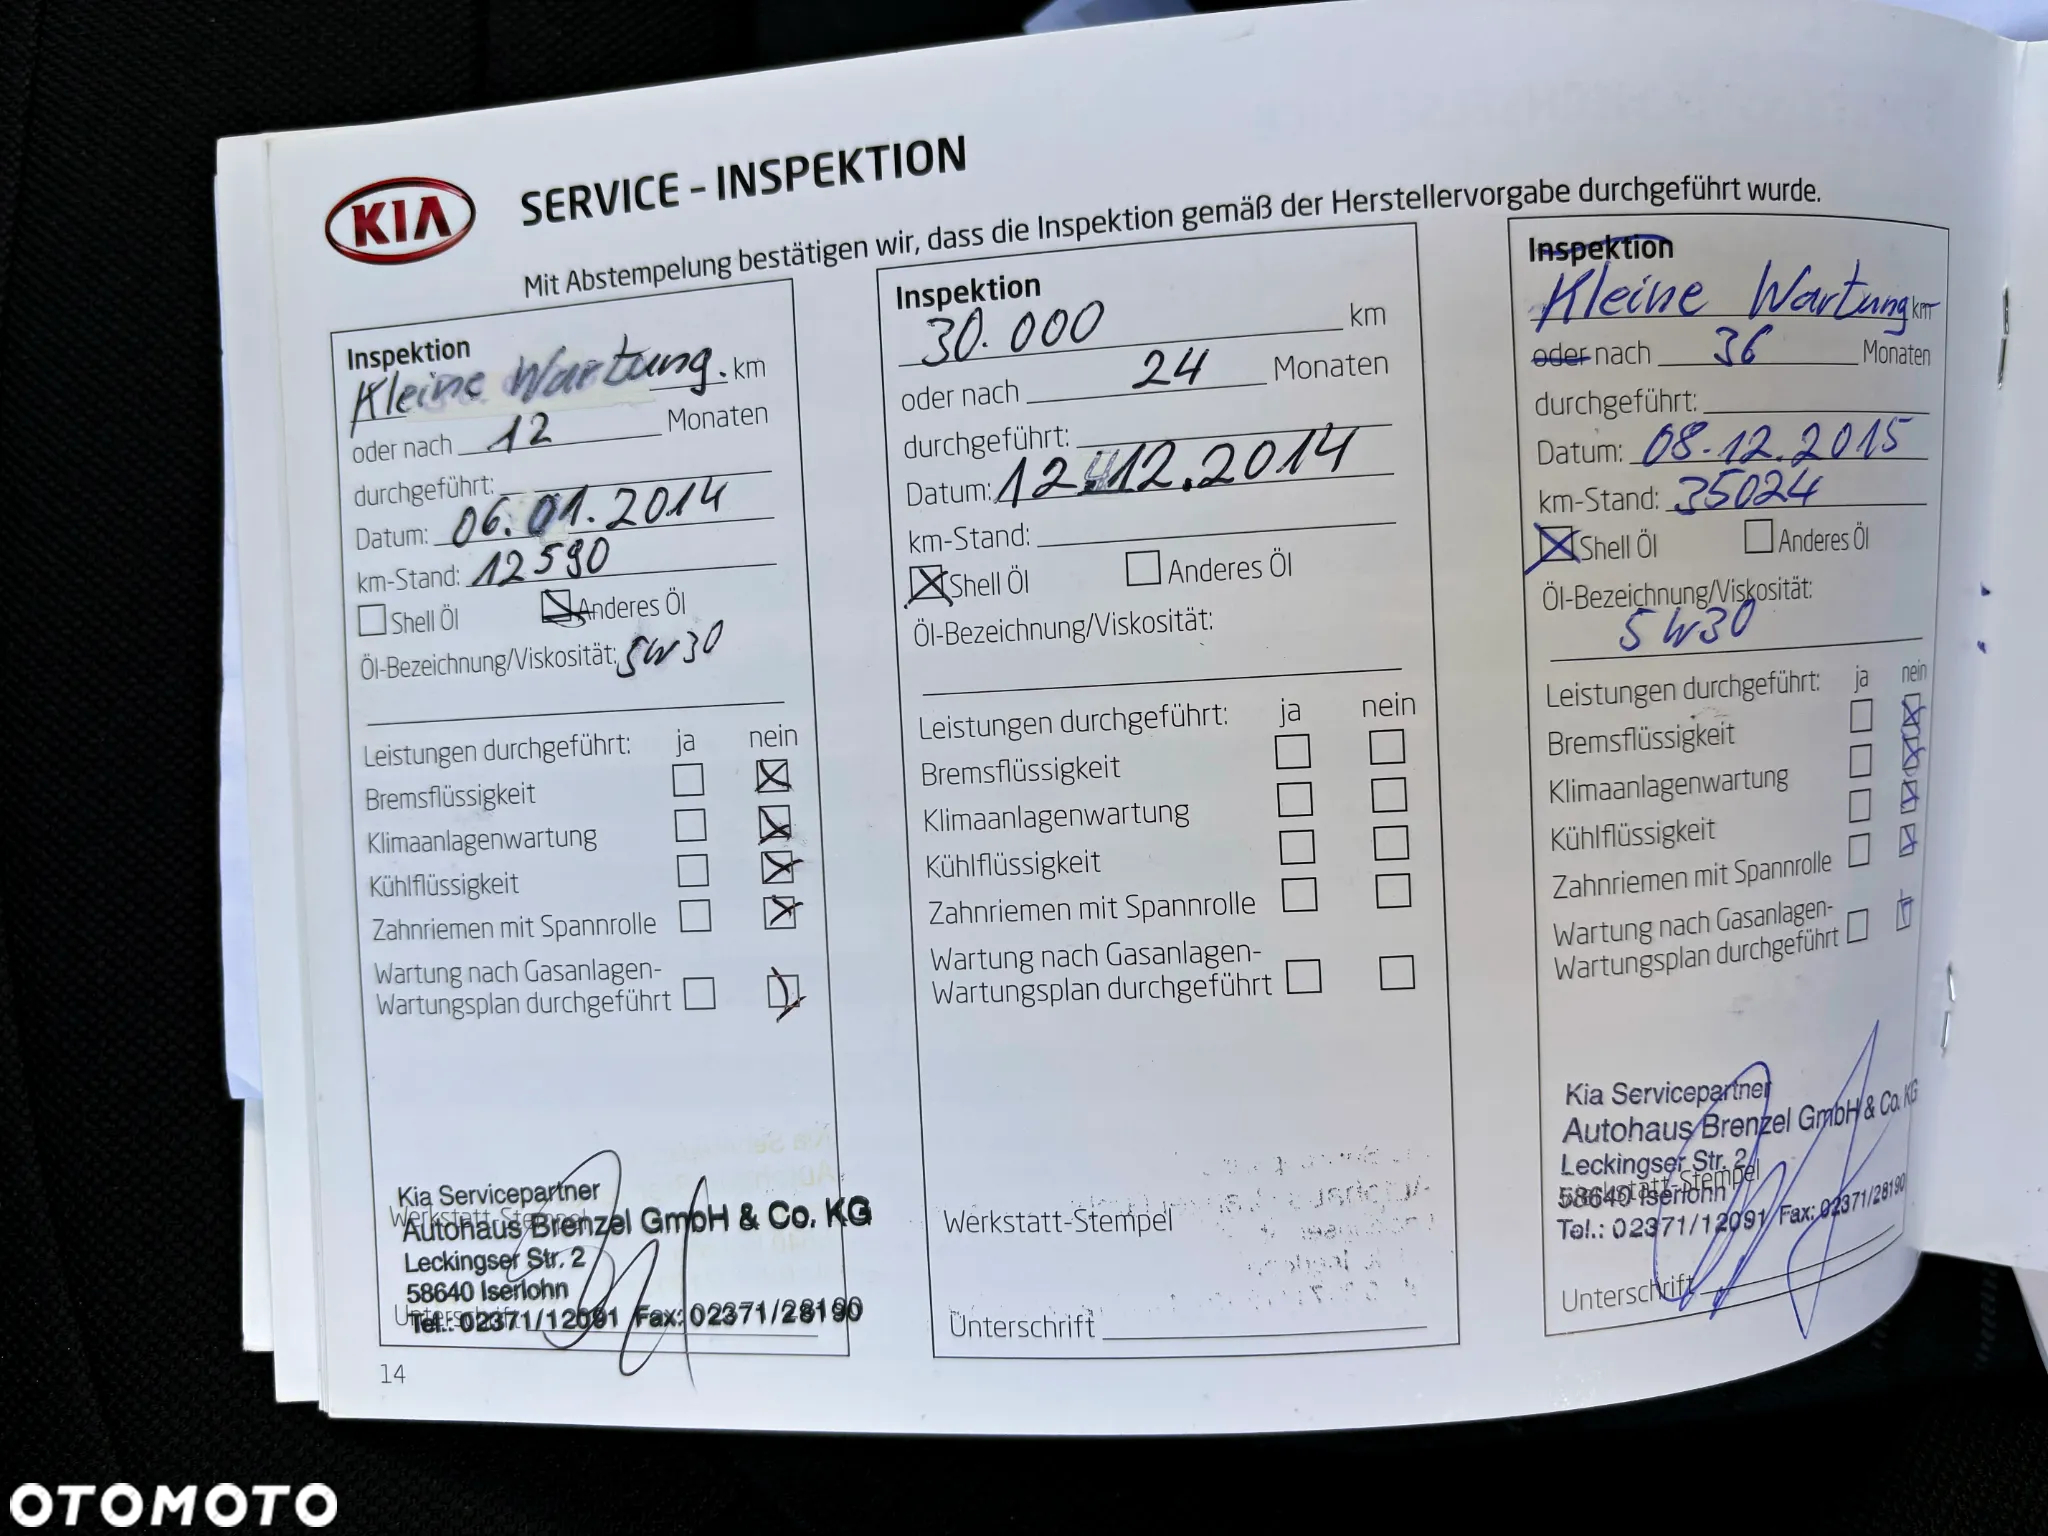 KIA
SERVICE - INSPEKTION
Mit Abstempelung bestätigen wir, dass die Inspektion gemäß der Herstellervorgabe durchgeführt wurde.
Inspektion
Kleine Wartung. km
oder nach 12 Monaten
durchgeführt:
Datum: 06.01.2014
km-Stand: 12590
Shell Öl Anderes Öl
Öl-Bezeichnung/Viskosität: 5W30
Leistungen durchgeführt: ja nein
Bremsflüssigkeit
Klimaanlagenwartung
Kühlflüssigkeit
Zahnriemen mit Spannrolle
Wartung nach Gasanlagen-
Wartungsplan durchgeführt
Kia Servicepartner
Werkstatt-Stempel
Autohaus Brenzel GmbH & Co. KG
Leckingser Str. 2
58640 Iserlohn
Unterschrift
Tel.: 02371/12091 Fax: 02371/28190
14
Inspektion
30.000 km
oder nach 24 Monaten
durchgeführt:
Datum: 12.12.2014
km-Stand:
Shell Öl Anderes Öl
Öl-Bezeichnung/Viskosität:
Leistungen durchgeführt: ja nein
Bremsflüssigkeit
Klimaanlagenwartung
Kühlflüssigkeit
Zahnriemen mit Spannrolle
Wartung nach Gasanlagen-
Wartungsplan durchgeführt
Werkstatt-Stempel
Unterschrift
Inspektion
Kleine Wartung km
oder nach 36 Monaten
durchgeführt:
Datum: 08.12.2015
km-Stand: 35024
Shell Öl Anderes Öl
Öl-Bezeichnung/Viskosität:
5W30
Leistungen durchgeführt: ja nein
Bremsflüssigkeit
Klimaanlagenwartung
Kühlflüssigkeit
Zahnriemen mit Spannrolle
Wartung nach Gasanlagen-
Wartungsplan durchgeführt
Kia Servicepartner
Autohaus Brenzel GmbH & Co. KG
Leckingser Str. 2
Werkstatt-Stempel
58640 Iserlohn
Tel.: 02371/12091 Fax: 02371/28190
Unterschrift
OTOMOTO